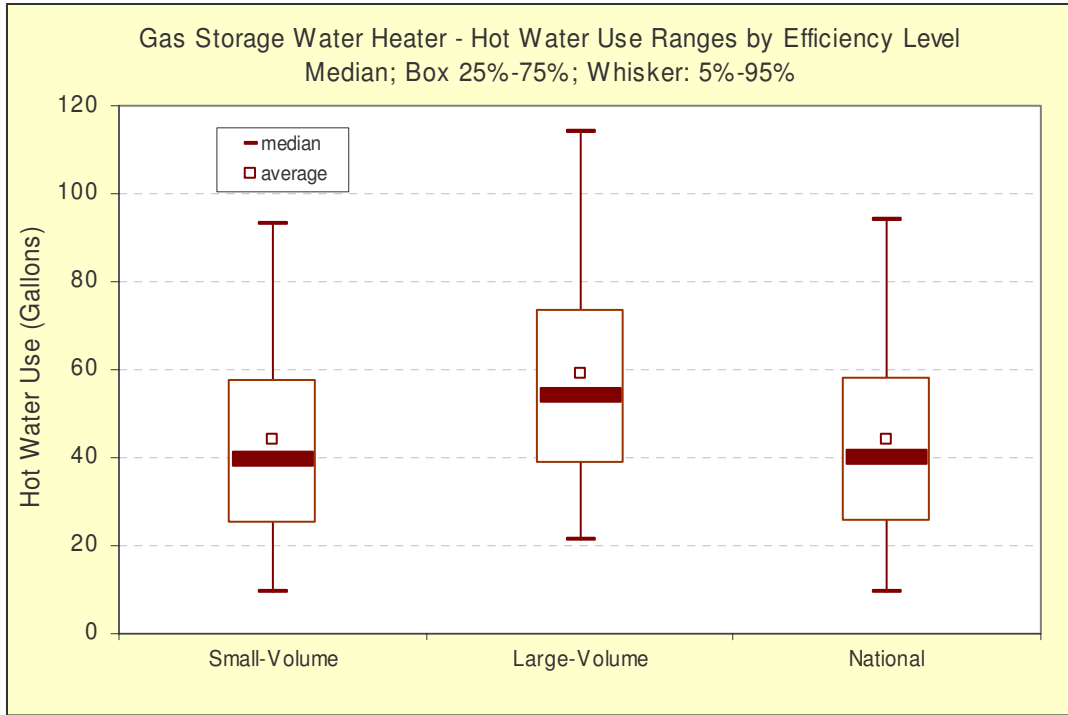 Gas Storage Water Heater - Hot Water Use Ranges by Efficiency Level
Median; Box 25%-75%; Whisker: 5%-95%
120
100
80
60
40
20
0
Hot Water Use (Gallons)
median
average
Small-Volume
Large-Volume
National